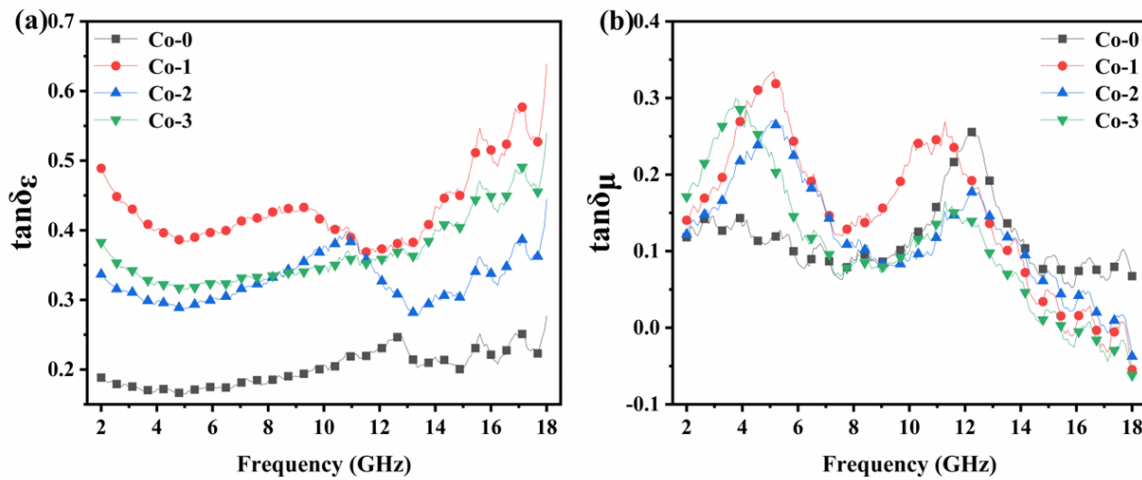 (a)
0.7
0.6
0.5
0.4
0.3
0.2
tanδε
Co-0
Co-1
Co-2
Co-3
2 4 6 8 10 12 14 16 18
Frequency (GHz)
(b)
0.4
0.3
0.2
0.1
0.0
-0.1
tanδμ
Co-0
Co-1
Co-2
Co-3
2 4 6 8 10 12 14 16 18
Frequency (GHz)